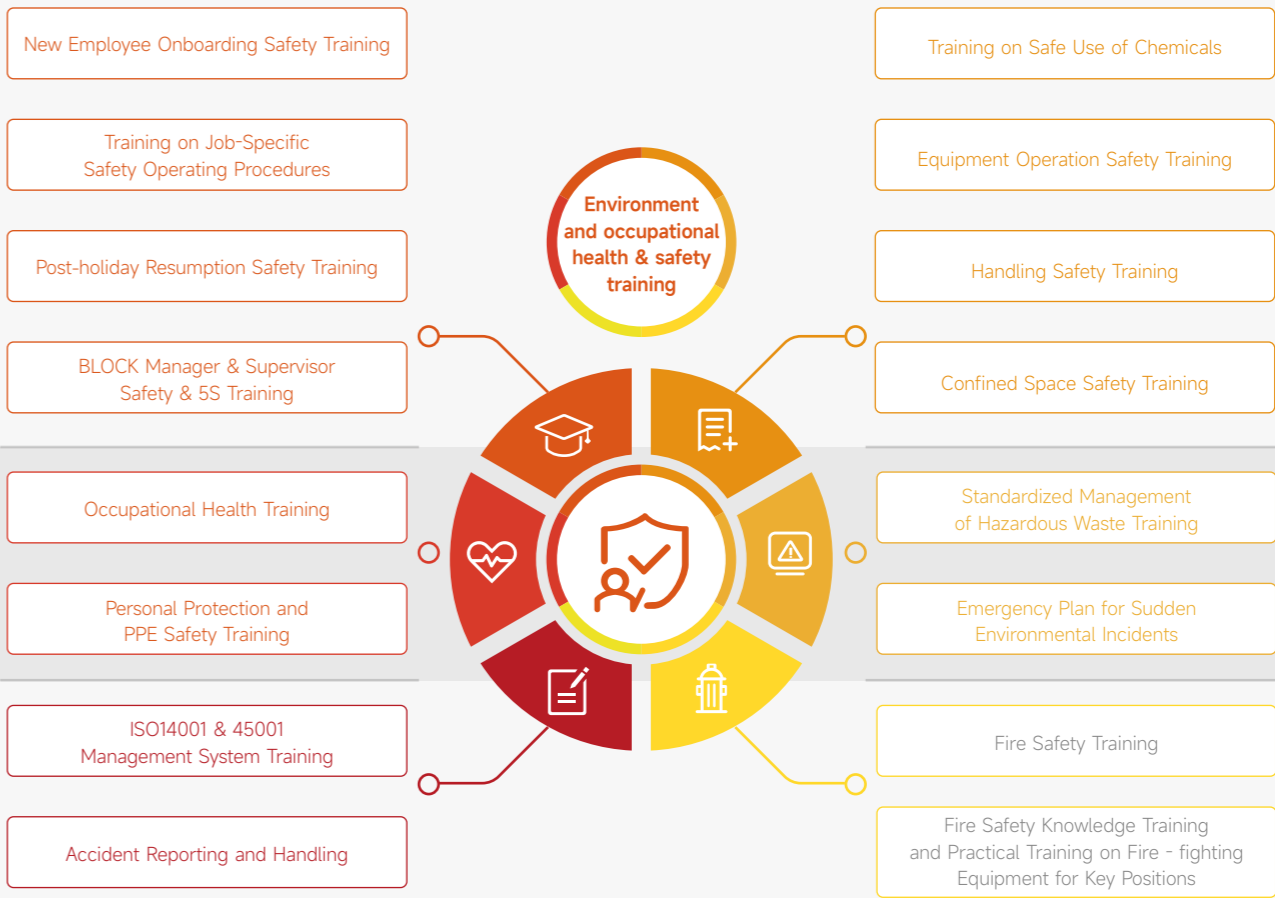 New Employee Onboarding Safety Training
Training on Job-Specific
Safety Operating Procedures
Post-holiday Resumption Safety Training
BLOCK Manager & Supervisor
Safety & 5S Training
Occupational Health Training
Personal Protection and
PPE Safety Training
ISO14001 & 45001
Management System Training
Accident Reporting and Handling
Environment
and occupational
health & safety
training
Training on Safe Use of Chemicals
Equipment Operation Safety Training
Handling Safety Training
Confined Space Safety Training
Standardized Management
of Hazardous Waste Training
Emergency Plan for Sudden
Environmental Incidents
Fire Safety Training
Fire Safety Knowledge Training
and Practical Training on Fire - fighting
Equipment for Key Positions